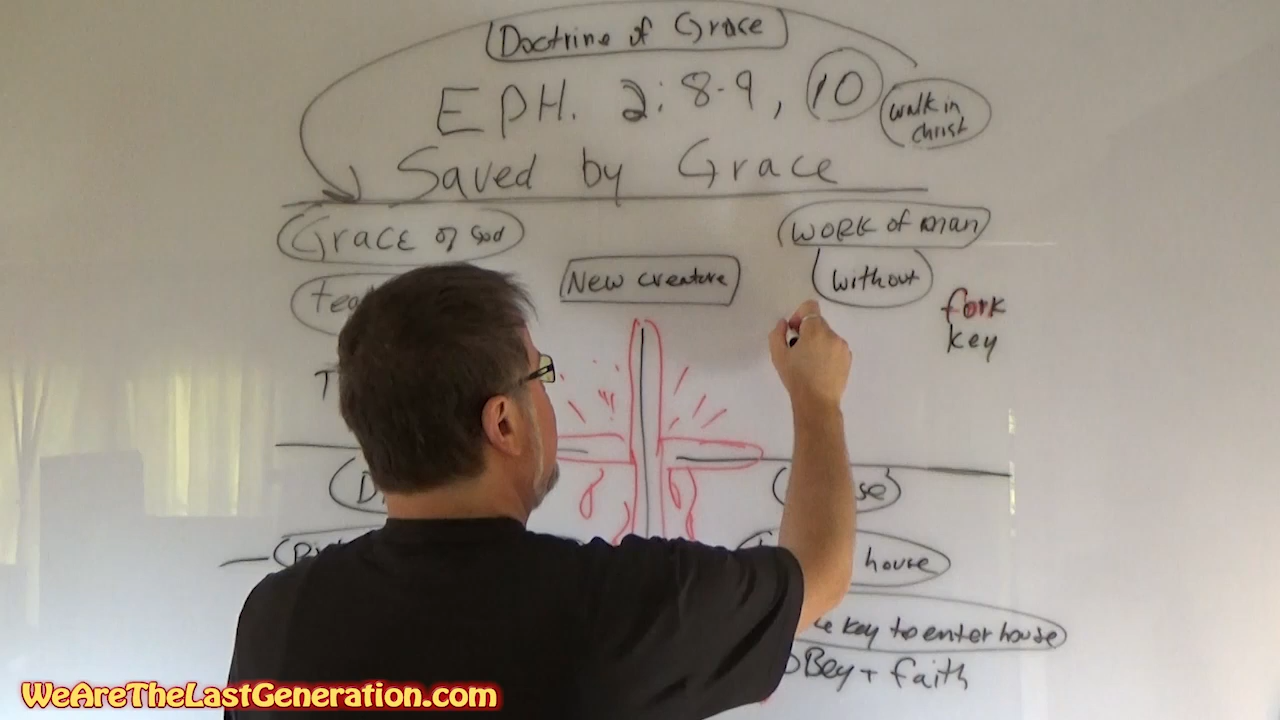 Doctrine of Grace
EPH. 2:8-9, 10
walk in
christ
Saved by Grace
Grace of God
WORK of man
New creature
without
fork
key
house
key to enter house
OBey + faith
WeAreTheLastGeneration.com